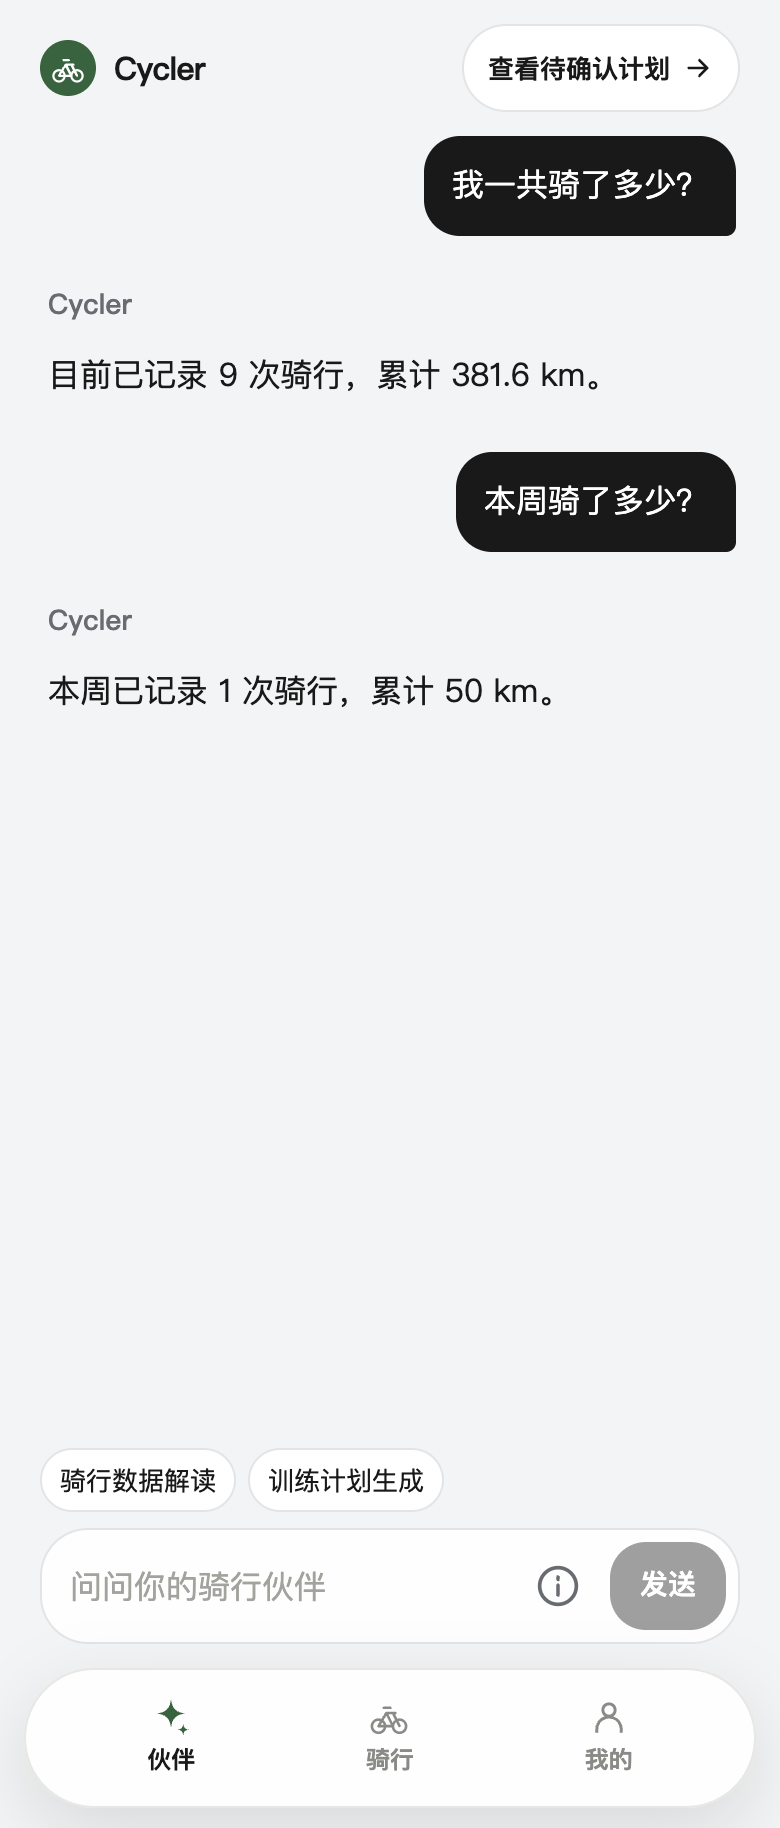 Cycler
查看待确认计划 →
我一共骑了多少？
Cycler
目前已记录 9 次骑行，累计 381.6 km。
本周骑了多少？
Cycler
本周已记录 1 次骑行，累计 50 km。
骑行数据解读
训练计划生成
问问你的骑行伙伴
发送
伙伴
骑行
我的